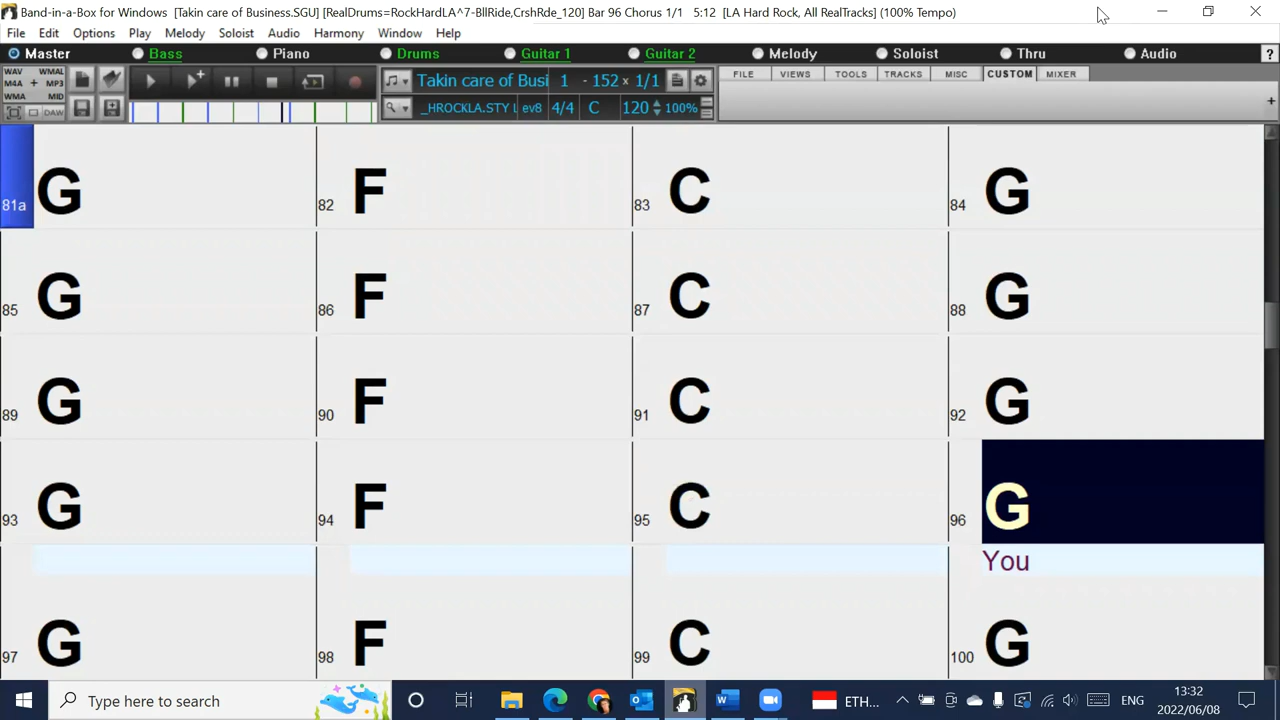 Band-in-a-Box for Windows [Takin care of Business.SGU] [RealDrums=RockHardLA^7-BllRide,CrshRde_120] Bar 96 Chorus 1/1 5:12 [LA Hard Rock, All RealTracks] (100% Tempo)
File Edit Options Play Melody Soloist Audio Harmony Window Help
Master Bass Piano Drums Guitar 1 Guitar 2 Melody Soloist Thru Audio ?
WAV WMAL
M4A + MP3
WMA MID
DAW
Takin care of Busi 1 - 152 x 1/1
_HROCKLA.STY L ev8 4/4 C 120 100%
FILE VIEWS TOOLS TRACKS MISC CUSTOM MIXER
+
81a G 82 F 83 C 84 G
85 G 86 F 87 C 88 G
89 G 90 F 91 C 92 G
93 G 94 F 95 C 96 G
You
97 G 98 F 99 C 100 G
Type here to search
ETH... ENG 13:32
2022/06/08